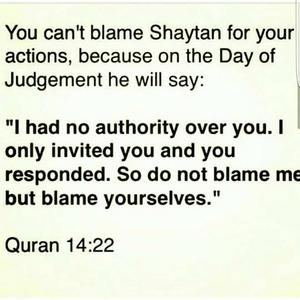 You can't blame Shaytan for your
actions, because on the Day of
Judgement he will say:
"I had no authority over you. I
only invited you and you
responded. So do not blame me
but blame yourselves."
Quran 14:22